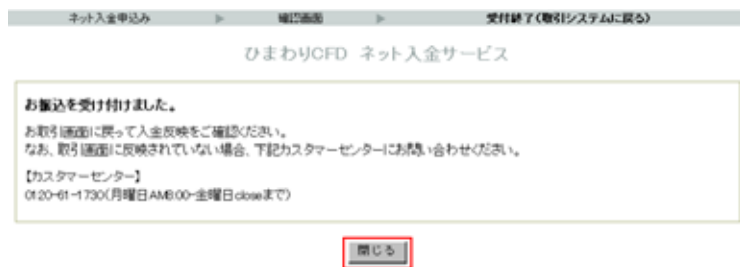 ネット入金申込み ▶ 確認画面 ▶ 受付終了(取引システムに戻る)
ひまわりCFD ネット入金サービス
お振込を受け付けました。
お取引画面に戻って入金反映をご確認ください。
なお、取引画面に反映されていない場合、下記カスタマーセンターにお問い合わせください。
【カスタマーセンター】
0120-61-1730(月曜日AM8:00-金曜日closeまで)
閉じる